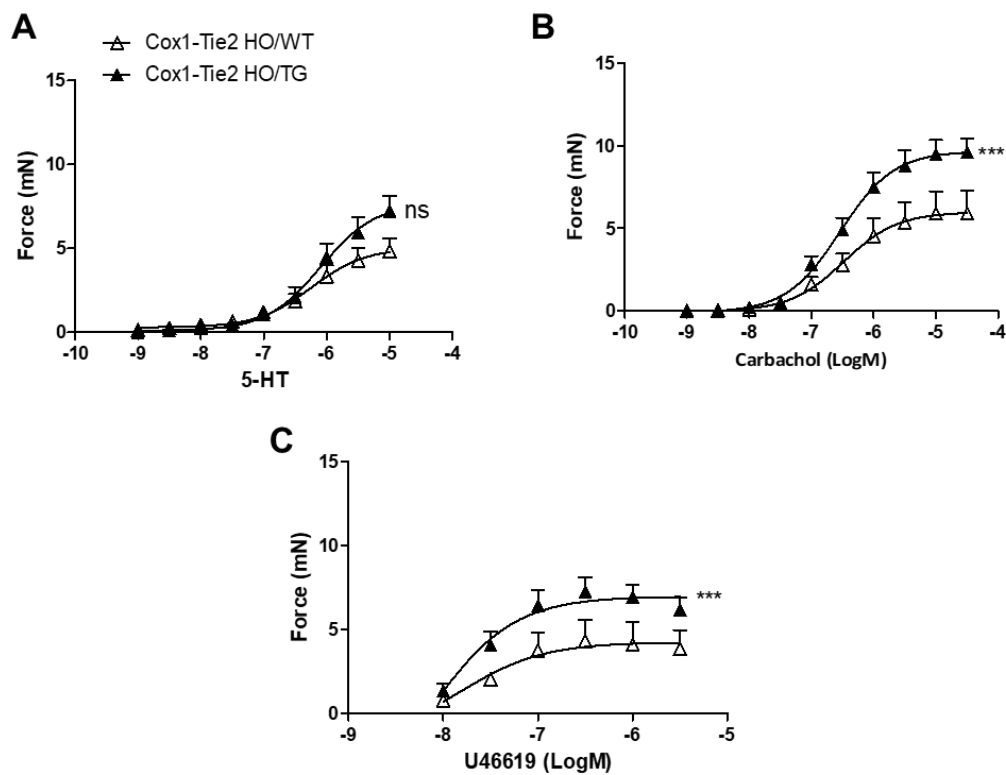 A
Cox1-Tie2 HO/WT
Cox1-Tie2 HO/TG
15
10
5
0
Force (mN)
ns
-10 -9 -8 -7 -6 -5 -4
5-HT
B
15
10
5
0
Force (mN)
***
-10 -9 -8 -7 -6 -5 -4
Carbachol (LogM)
C
15
10
5
0
Force (mN)
***
-9 -8 -7 -6 -5
U46619 (LogM)